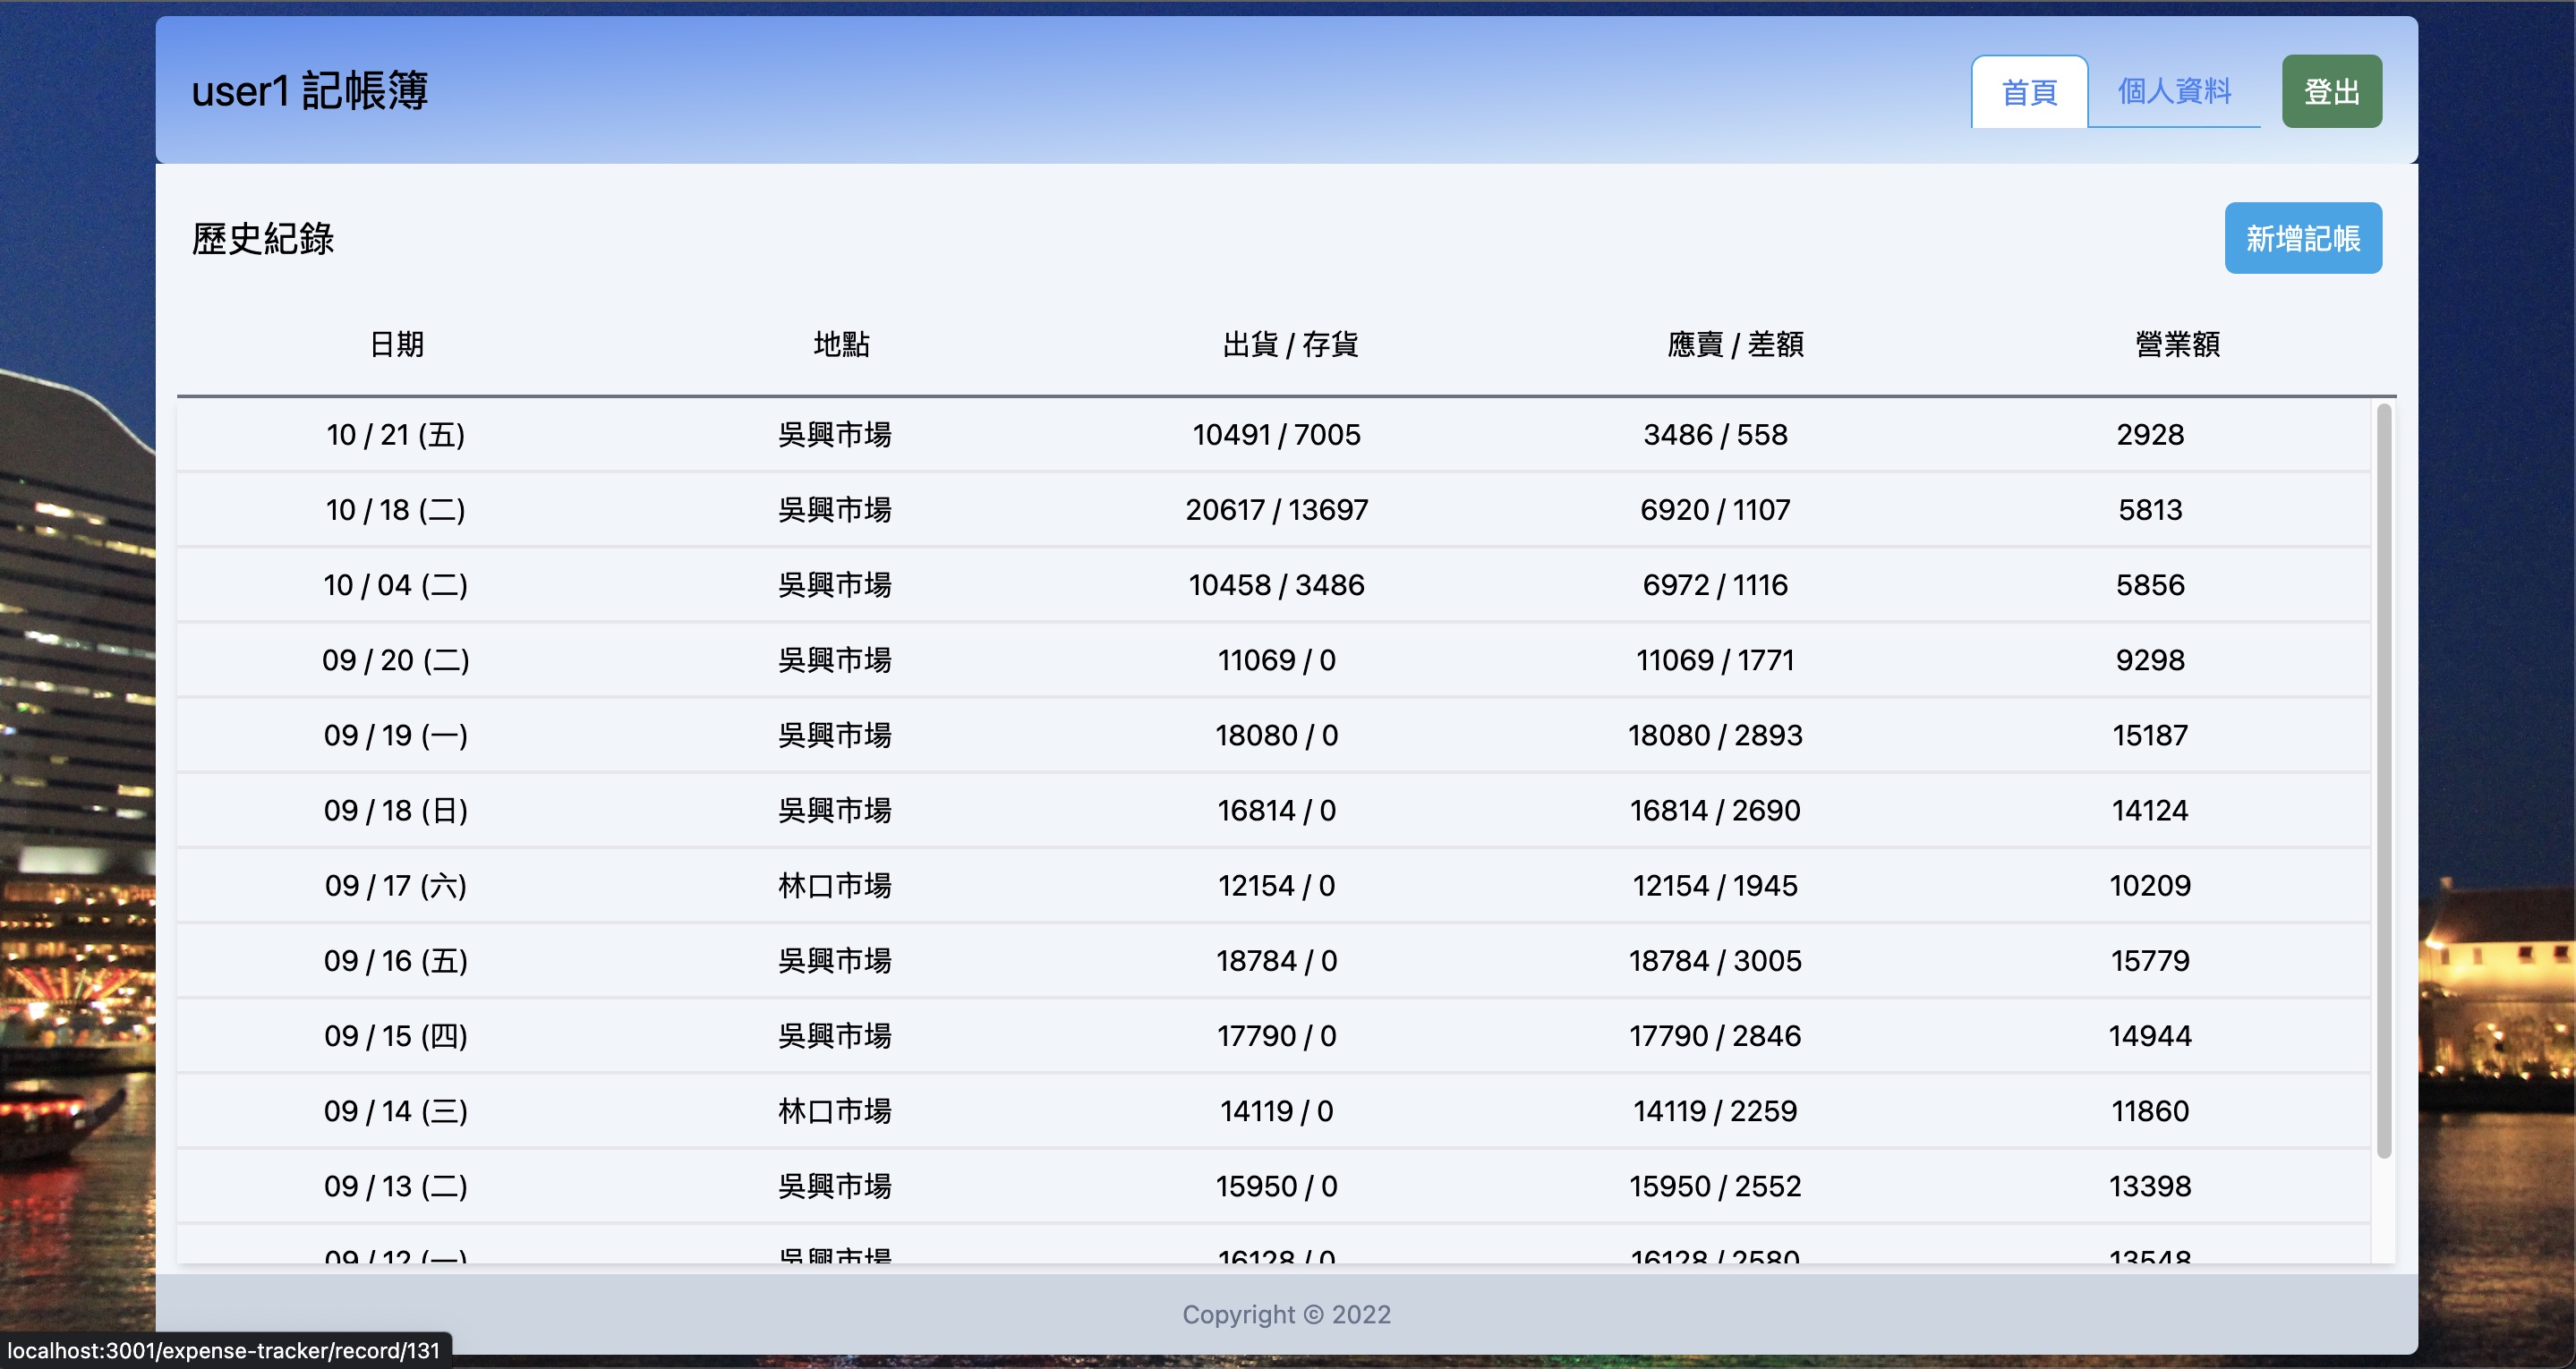 user1 記帳簿 首頁 個人資料 登出
歷史紀錄 新增記帳
日期 地點 出貨 / 存貨 應賣 / 差額 營業額
10 / 21 (五) 吳興市場 10491 / 7005 3486 / 558 2928
10 / 18 (二) 吳興市場 20617 / 13697 6920 / 1107 5813
10 / 04 (二) 吳興市場 10458 / 3486 6972 / 1116 5856
09 / 20 (二) 吳興市場 11069 / 0 11069 / 1771 9298
09 / 19 (一) 吳興市場 18080 / 0 18080 / 2893 15187
09 / 18 (日) 吳興市場 16814 / 0 16814 / 2690 14124
09 / 17 (六) 林口市場 12154 / 0 12154 / 1945 10209
09 / 16 (五) 吳興市場 18784 / 0 18784 / 3005 15779
09 / 15 (四) 吳興市場 17790 / 0 17790 / 2846 14944
09 / 14 (三) 林口市場 14119 / 0 14119 / 2259 11860
09 / 13 (二) 吳興市場 15950 / 0 15950 / 2552 13398
09 / 12 (一) 吳興市場 16128 / 0 16128 / 2580 13548
Copyright © 2022
localhost:3001/expense-tracker/record/131